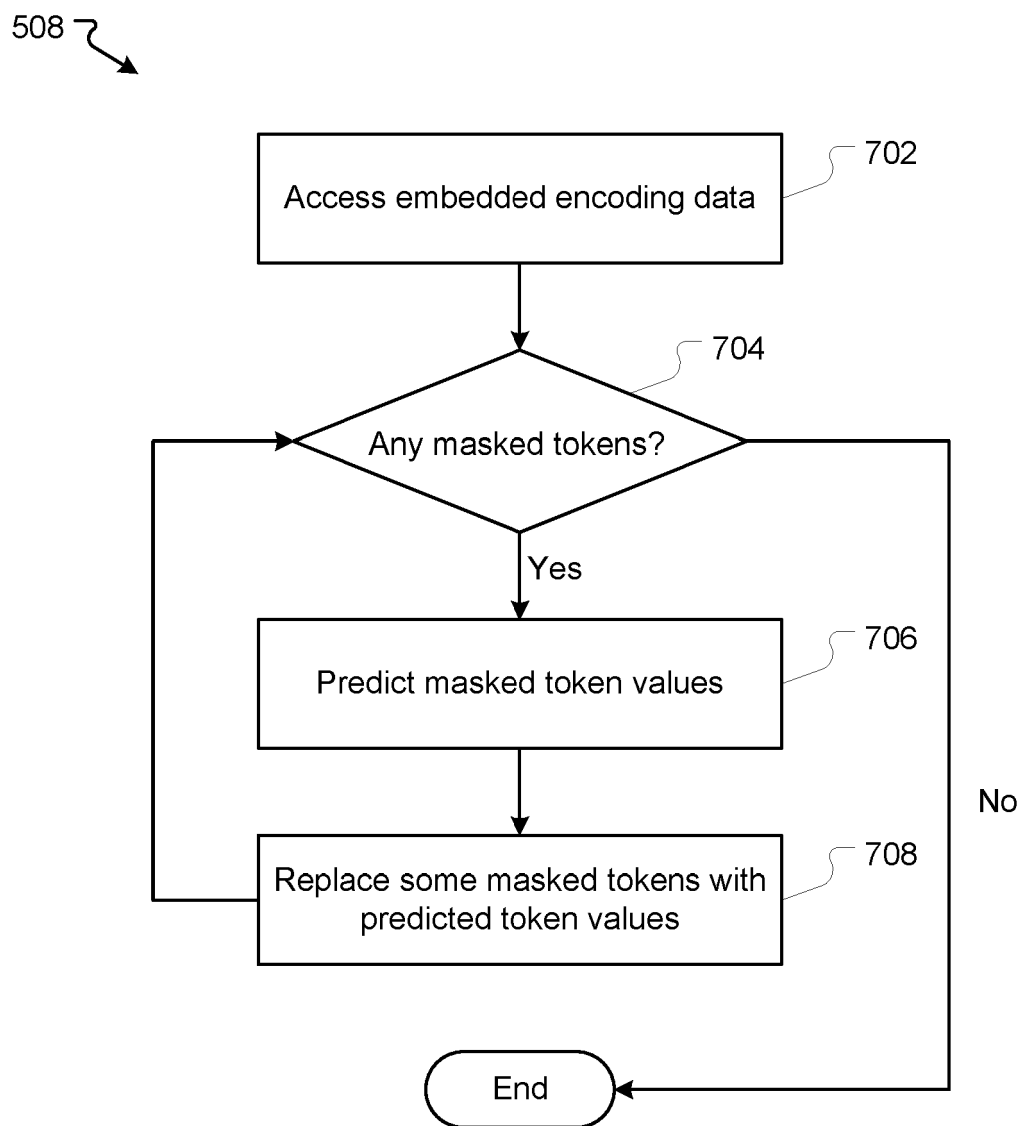 508
702
Access embedded encoding data
704
Any masked tokens?
Yes
706
Predict masked token values
No
708
Replace some masked tokens with
predicted token values
End